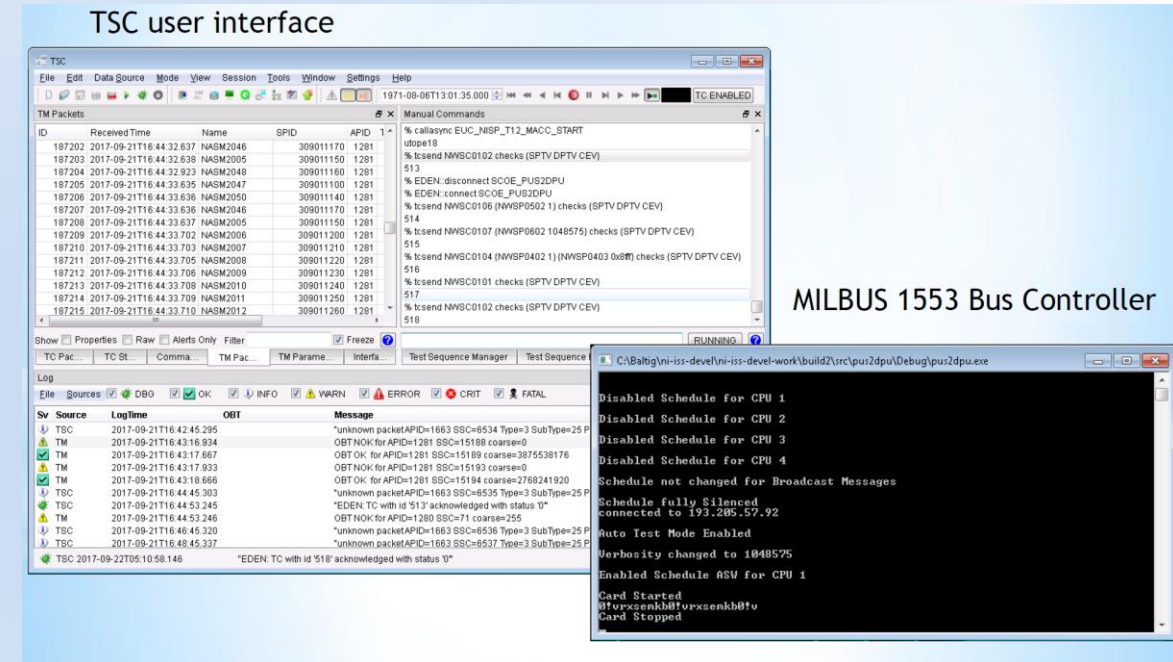 TSC user interface
TSC
File Edit Data Source Mode View Session Tools Window Settings Help
1971-08-06T13:01:35.000 TC ENABLED
TM Packets
ID Received Time Name SPID APID T
187202 2017-09-21T16:44:32.637 NASM2046 309011170 1281
187203 2017-09-21T16:44:32.638 NASM2005 309011150 1281
187204 2017-09-21T16:44:32.923 NASM2048 309011160 1281
187205 2017-09-21T16:44:33.635 NASM2047 309011100 1281
187206 2017-09-21T16:44:33.636 NASM2050 309011140 1281
187207 2017-09-21T16:44:33.636 NASM2046 309011170 1281
187208 2017-09-21T16:44:33.637 NASM2005 309011150 1281
187209 2017-09-21T16:44:33.702 NASM2006 309011200 1281
187210 2017-09-21T16:44:33.703 NASM2007 309011210 1281
187211 2017-09-21T16:44:33.705 NASM2008 309011220 1281
187212 2017-09-21T16:44:33.706 NASM2009 309011230 1281
187213 2017-09-21T16:44:33.708 NASM2010 309011240 1281
187214 2017-09-21T16:44:33.709 NASM2011 309011250 1281
187215 2017-09-21T16:44:33.710 NASM2012 309011260 1281
Show Properties Raw Alerts Only Filter Freeze
TC Pac... TC St... Comma... TM Pac... TM Parame... Interfa...
Manual Commands
% callasync EUC_NISP_T12_MACC_START
utope18
% tcsend NWSC0102 checks {SPTV DPTV CEV}
513
% EDEN::disconnect SCOE_PUS2DPU
% EDEN::connect SCOE_PUS2DPU
% tcsend NWSC0106 {NWSP0502 1} checks {SPTV DPTV CEV}
514
% tcsend NWSC0107 {NWSP0602 1048575} checks {SPTV DPTV CEV}
515
% tcsend NWSC0104 {NWSP0402 1} {NWSP0403 0x8ff} checks {SPTV DPTV CEV}
516
% tcsend NWSC0101 checks {SPTV DPTV CEV}
517
% tcsend NWSC0102 checks {SPTV DPTV CEV}
518
RUNNING
Test Sequence Manager Test Sequence
Log
File Sources DBG OK INFO WARN ERROR CRIT FATAL
Sv Source LogTime OBT Message
TSC 2017-09-21T16:42:45.295 "unknown packet APID=1663 SSC=6534 Type=3 SubType=25 P
TM 2017-09-21T16:43:16.934 OBT NOK for APID=1281 SSC=15188 coarse=0
TM 2017-09-21T16:43:17.667 OBT OK for APID=1281 SSC=15189 coarse=3875538176
TM 2017-09-21T16:43:17.933 OBT NOK for APID=1281 SSC=15193 coarse=0
TM 2017-09-21T16:43:18.666 OBT OK for APID=1281 SSC=15194 coarse=2768241920
TSC 2017-09-21T16:44:45.303 "unknown packet APID=1663 SSC=6535 Type=3 SubType=25 P
TSC 2017-09-21T16:44:53.245 "EDEN: TC with id '513' acknowledged with status '0'"
TM 2017-09-21T16:44:53.246 OBT NOK for APID=1280 SSC=71 coarse=255
TSC 2017-09-21T16:46:45.320 "unknown packet APID=1663 SSC=6536 Type=3 SubType=25 P
TSC 2017-09-21T16:48:45.337 "unknown packet APID=1663 SSC=6537 Type=3 SubType=25 P
TSC 2017-09-22T05:10:58.146 "EDEN: TC with id '518' acknowledged with status '0'"
MILBUS 1553 Bus Controller
C:\Baltig\ni-iss-devel\ni-iss-devel-work\build2\src\pus2dpu\Debug\pus2dpu.exe
Disabled Schedule for CPU 1
Disabled Schedule for CPU 2
Disabled Schedule for CPU 3
Disabled Schedule for CPU 4
Schedule not changed for Broadcast Messages
Schedule fully Silenced
connected to 193.205.57.92
Auto Test Mode Enabled
Verbosity changed to 1048575
Enabled Schedule ASW for CPU 1
Card Started
0!vrxsemkb0!vrxsemkb0!v
Card Stopped